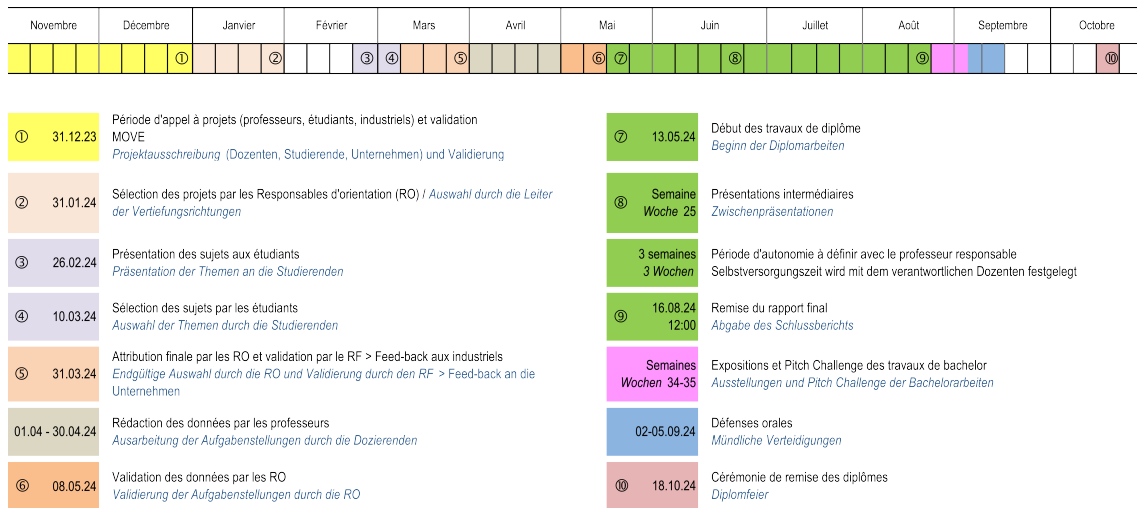 Novembre Décembre Janvier Février Mars Avril Mai Juin Juillet Août Septembre Octobre
① ② ③ ④ ⑤ ⑥ ⑦ ⑧ ⑨ ⑩
① 31.12.23
Période d'appel à projets (professeurs, étudiants, industriels) et validation
MOVE
Projektausschreibung (Dozenten, Studierende, Unternehmen) und Validierung
② 31.01.24
Sélection des projets par les Responsables d'orientation (RO) / Auswahl durch die Leiter
der Vertiefungsrichtungen
③ 26.02.24
Présentation des sujets aux étudiants
Präsentation der Themen an die Studierenden
④ 10.03.24
Sélection des sujets par les étudiants
Auswahl der Themen durch die Studierenden
⑤ 31.03.24
Attribution finale par les RO et validation par le RF > Feed-back aux industriels
Endgültige Auswahl durch die RO und Validierung durch den RF > Feed-back an die
Unternehmen
01.04 - 30.04.24
Rédaction des données par les professeurs
Ausarbeitung der Aufgabenstellungen durch die Dozierenden
⑥ 08.05.24
Validation des données par les RO
Validierung der Aufgabenstellungen durch die RO
⑦ 13.05.24
Début des travaux de diplôme
Beginn der Diplomarbeiten
⑧ Semaine
Woche 25
Présentations intermédiaires
Zwischenpräsentationen
3 semaines
3 Wochen
Période d'autonomie à définir avec le professeur responsable
Selbstversorgungszeit wird mit dem verantwortlichen Dozenten festgelegt
⑨ 16.08.24
12:00
Remise du rapport final
Abgabe des Schlussberichts
Semaines
Wochen 34-35
Expositions et Pitch Challenge des travaux de bachelor
Ausstellungen und Pitch Challenge der Bachelorarbeiten
02-05.09.24
Défenses orales
Mündliche Verteidigungen
⑩ 18.10.24
Cérémonie de remise des diplômes
Diplomfeier